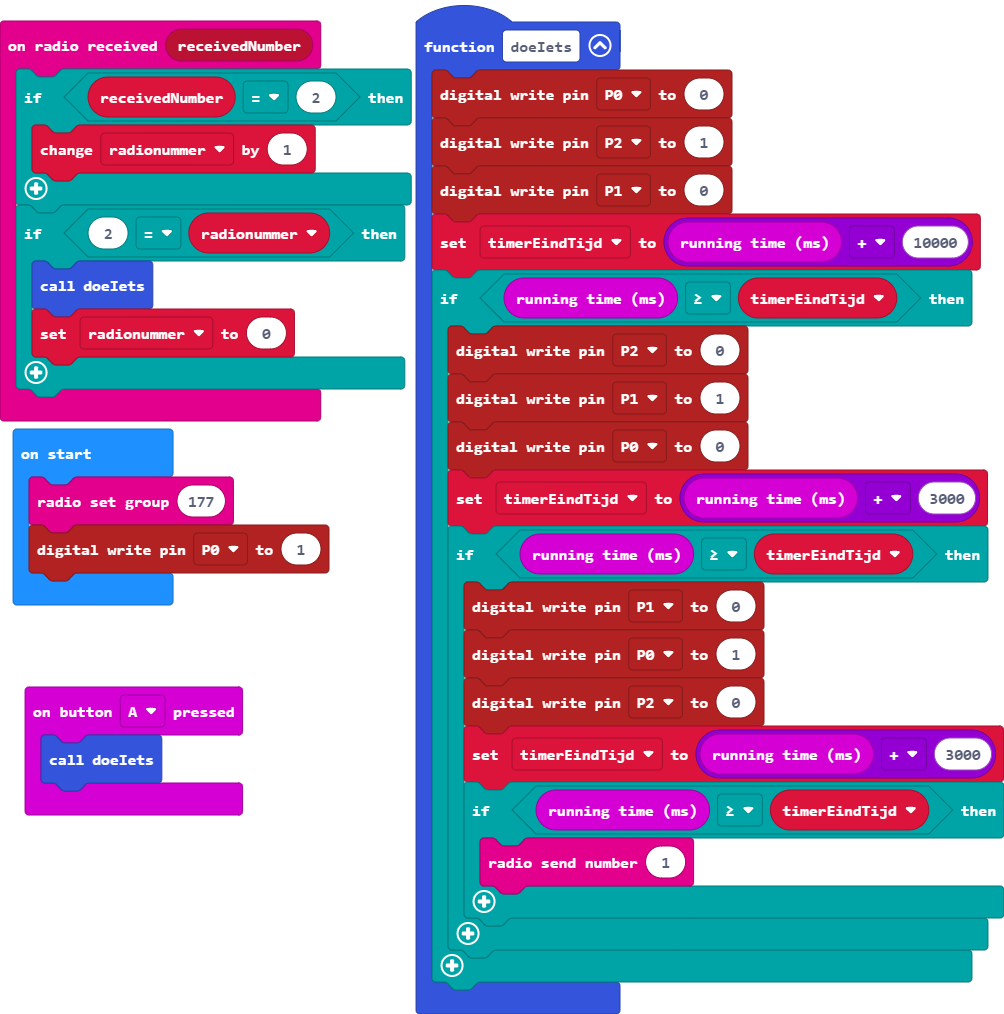 on radio received receivedNumber
if receivedNumber = 2 then
change radionummer by 1
if 2 = radionummer then
call doeIets
set radionummer to 0
on start
radio set group 177
digital write pin P0 to 1
on button A pressed
call doeIets
function doeIets
digital write pin P0 to 0
digital write pin P2 to 1
digital write pin P1 to 0
set timerEindTijd to running time (ms) + 10000
if running time (ms) ≥ timerEindTijd then
digital write pin P2 to 0
digital write pin P1 to 1
digital write pin P0 to 0
set timerEindTijd to running time (ms) + 3000
if running time (ms) ≥ timerEindTijd then
digital write pin P1 to 0
digital write pin P0 to 1
digital write pin P2 to 0
set timerEindTijd to running time (ms) + 3000
if running time (ms) ≥ timerEindTijd then
radio send number 1